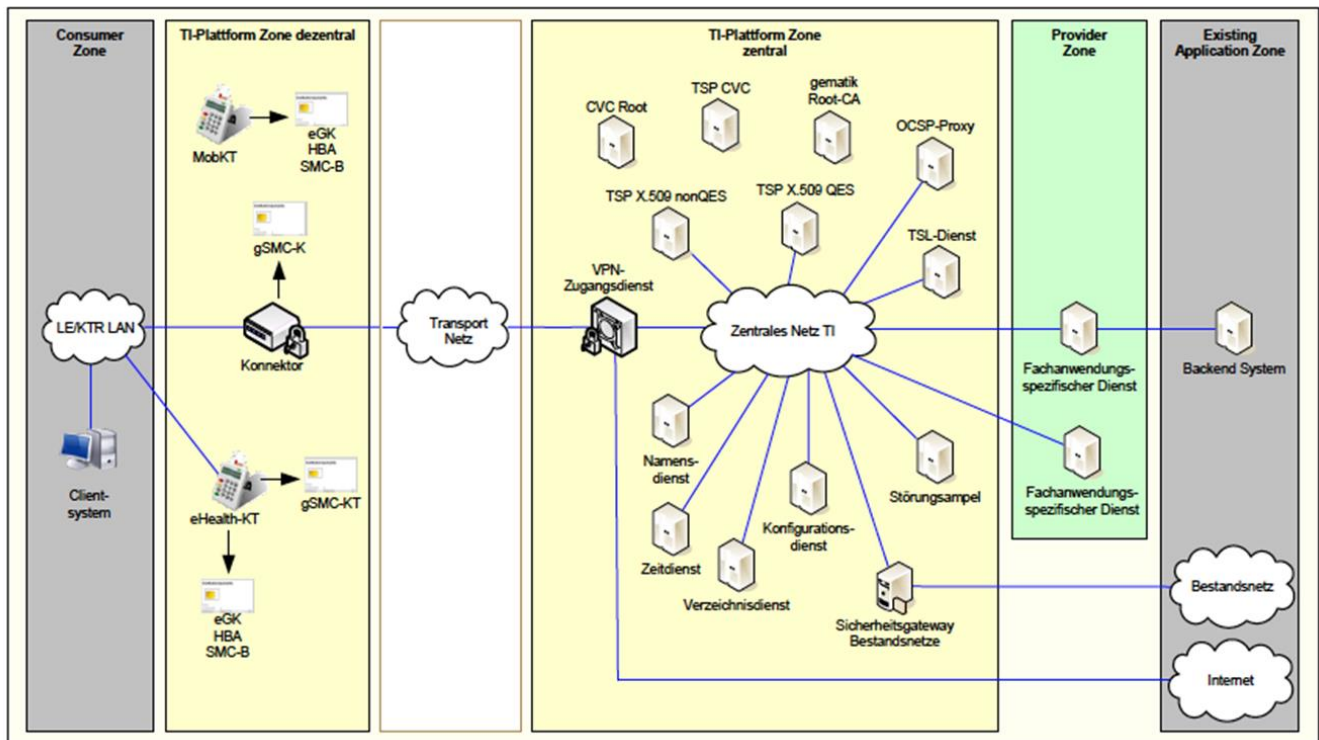 Consumer
Zone
TI-Plattform Zone dezentral
TI-Plattform Zone
zentral
Provider
Zone
Existing
Application Zone
MobKT
eGK
HBA
SMC-B
gSMC-K
LE/KTR LAN
Konnektor
Client-
system
eHealth-KT
gSMC-KT
eGK
HBA
SMC-B
Transport
Netz
CVC Root
TSP CVC
gematik
Root-CA
OCSP-Proxy
TSP X.509 nonQES
TSP X.509 QES
TSL-Dienst
VPN-
Zugangsdienst
Zentrales Netz TI
Namens-
dienst
Zeitdienst
Verzeichnisdienst
Konfigurations-
dienst
Störungsampel
Sicherheitsgateway
Bestandsnetze
Fachanwendungs-
spezifischer Dienst
Fachanwendungs-
spezifischer Dienst
Backend System
Bestandsnetz
Internet